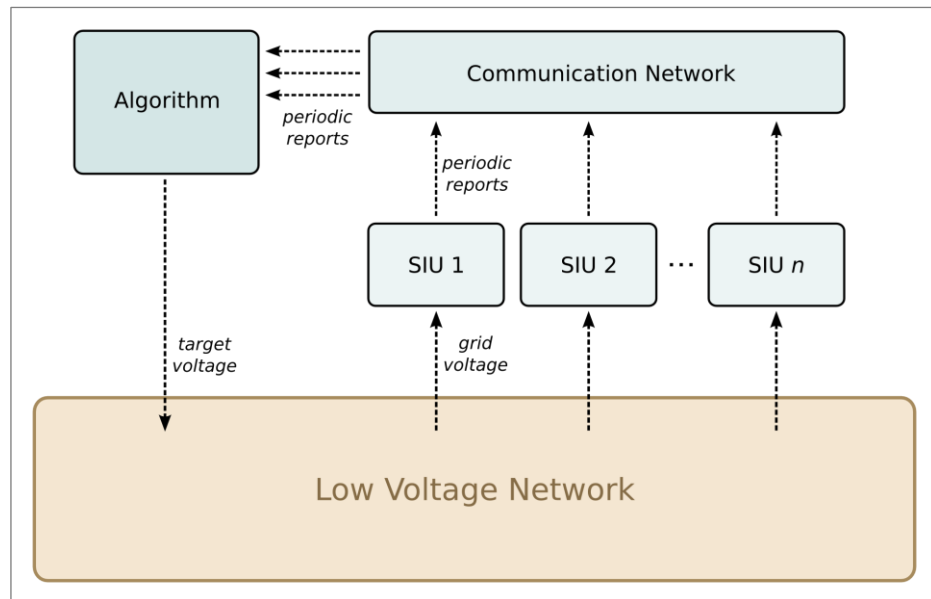 Algorithm
Communication Network
periodic
reports
periodic
reports
SIU 1
SIU 2
...
SIU n
target
voltage
grid
voltage
Low Voltage Network